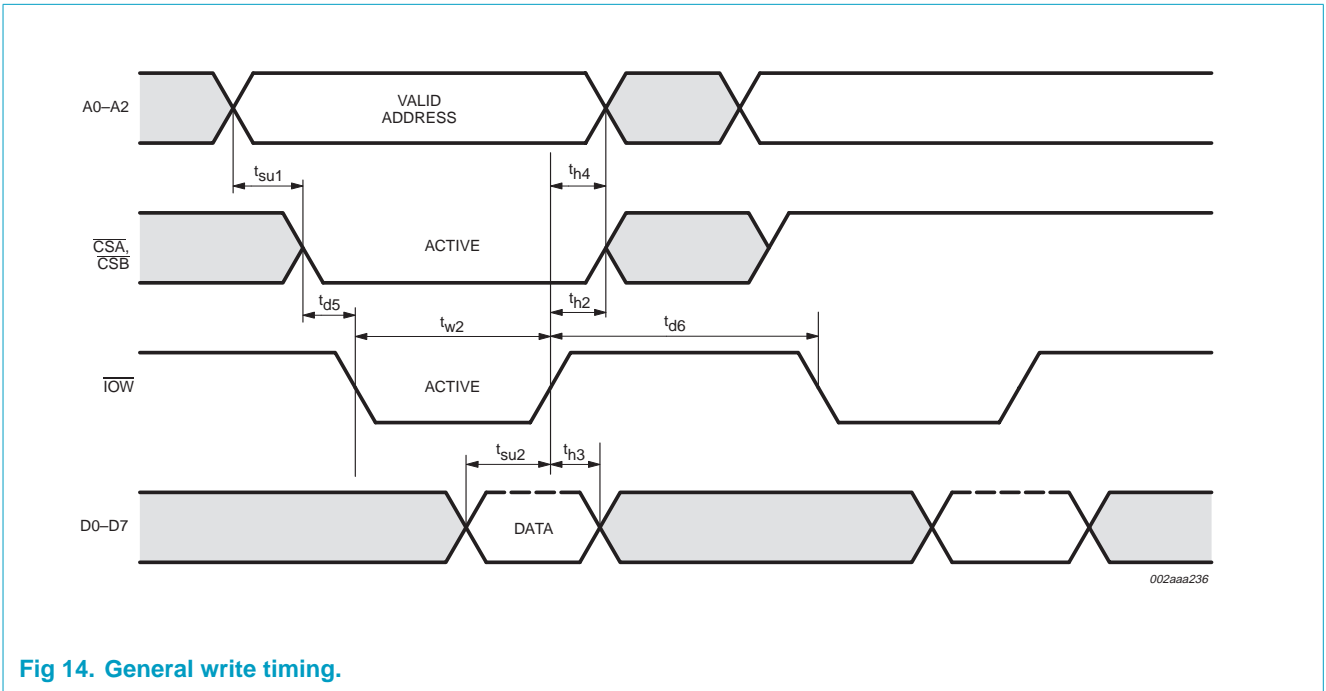 A0–A2
VALID
ADDRESS
tsu1
th4
CSA,
CSB
ACTIVE
td5
th2
tw2
td6
IOW
ACTIVE
tsu2
th3
D0–D7
DATA
002aaa236
Fig 14. General write timing.